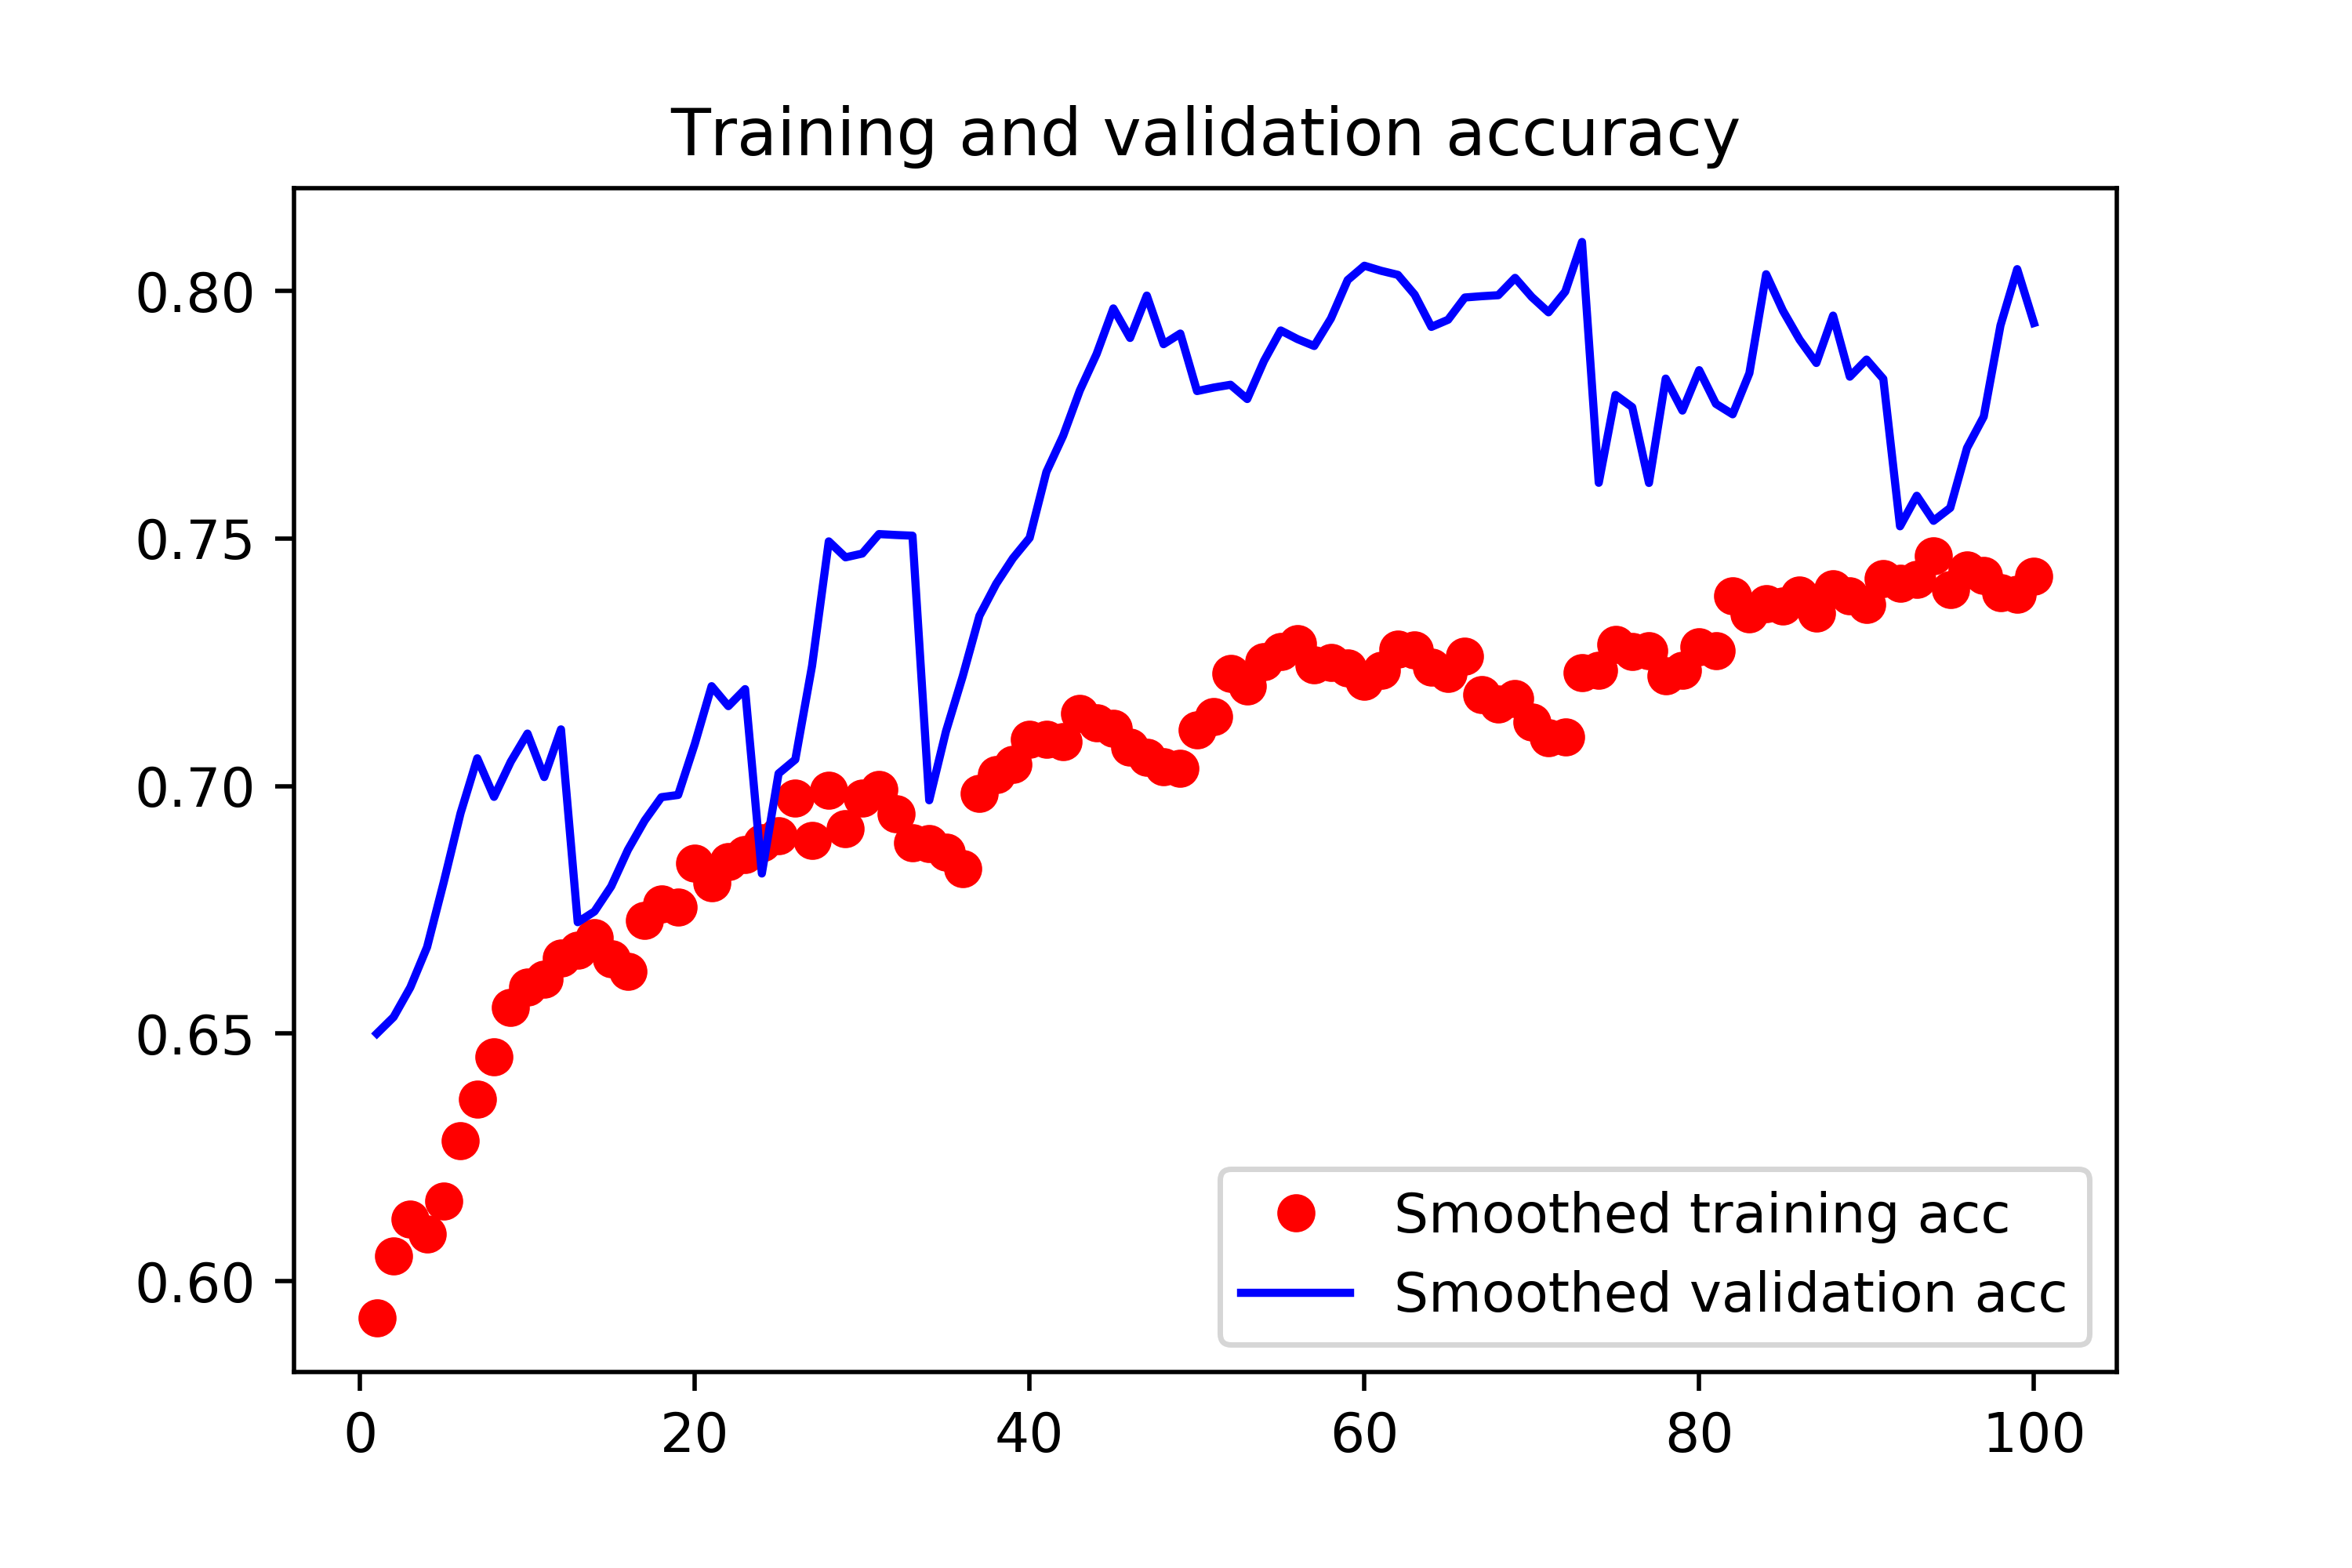 Training and validation accuracy
0.80
0.75
0.70
0.65
0.60
Smoothed training acc
Smoothed validation acc
0 20 40 60 80 100